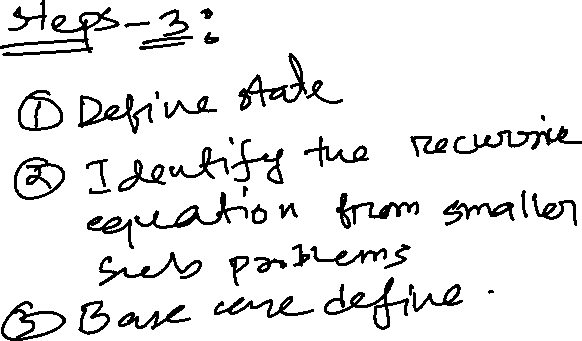 Steps-3:
① Define state
② Identify the recursive
equation from smaller
sub problems
③ Base case define.